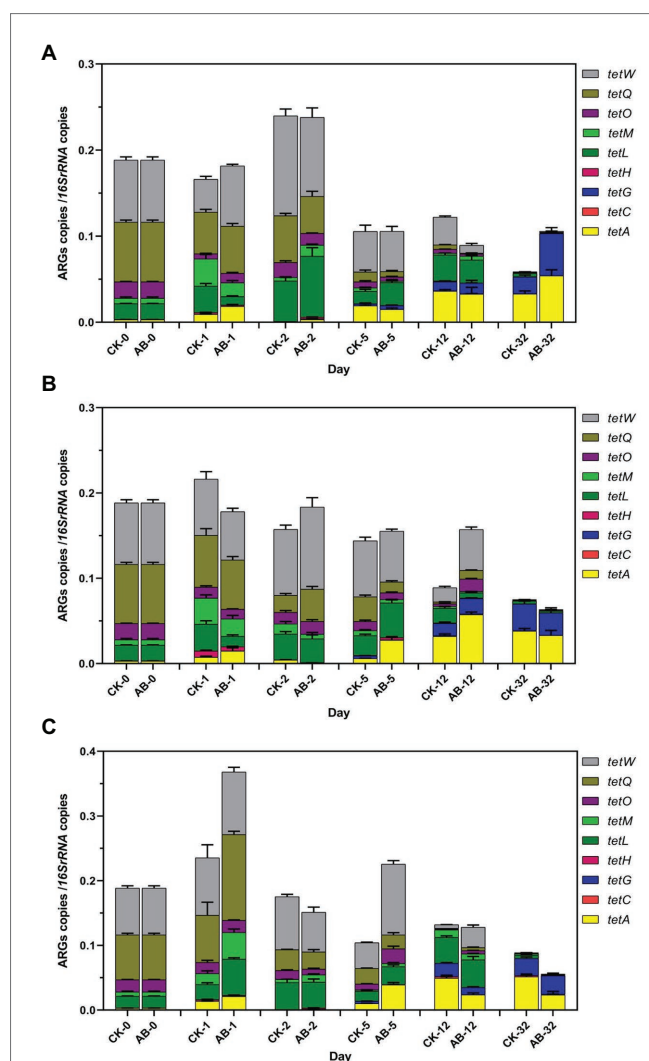 A
ARGs copies /16SrRNA copies
0.3
0.2
0.1
0.0
CK-0 AB-0 CK-1 AB-1 CK-2 AB-2 CK-5 AB-5 CK-12 AB-12 CK-32 AB-32
Day
tetW
tetQ
tetO
tetM
tetL
tetH
tetG
tetC
tetA
B
ARGs copies /16SrRNA copies
0.3
0.2
0.1
0.0
CK-0 AB-0 CK-1 AB-1 CK-2 AB-2 CK-5 AB-5 CK-12 AB-12 CK-32 AB-32
Day
tetW
tetQ
tetO
tetM
tetL
tetH
tetG
tetC
tetA
C
ARGs copies /16SrRNA copies
0.4
0.3
0.2
0.1
0.0
CK-0 AB-0 CK-1 AB-1 CK-2 AB-2 CK-5 AB-5 CK-12 AB-12 CK-32 AB-32
Day
tetW
tetQ
tetO
tetM
tetL
tetH
tetG
tetC
tetA